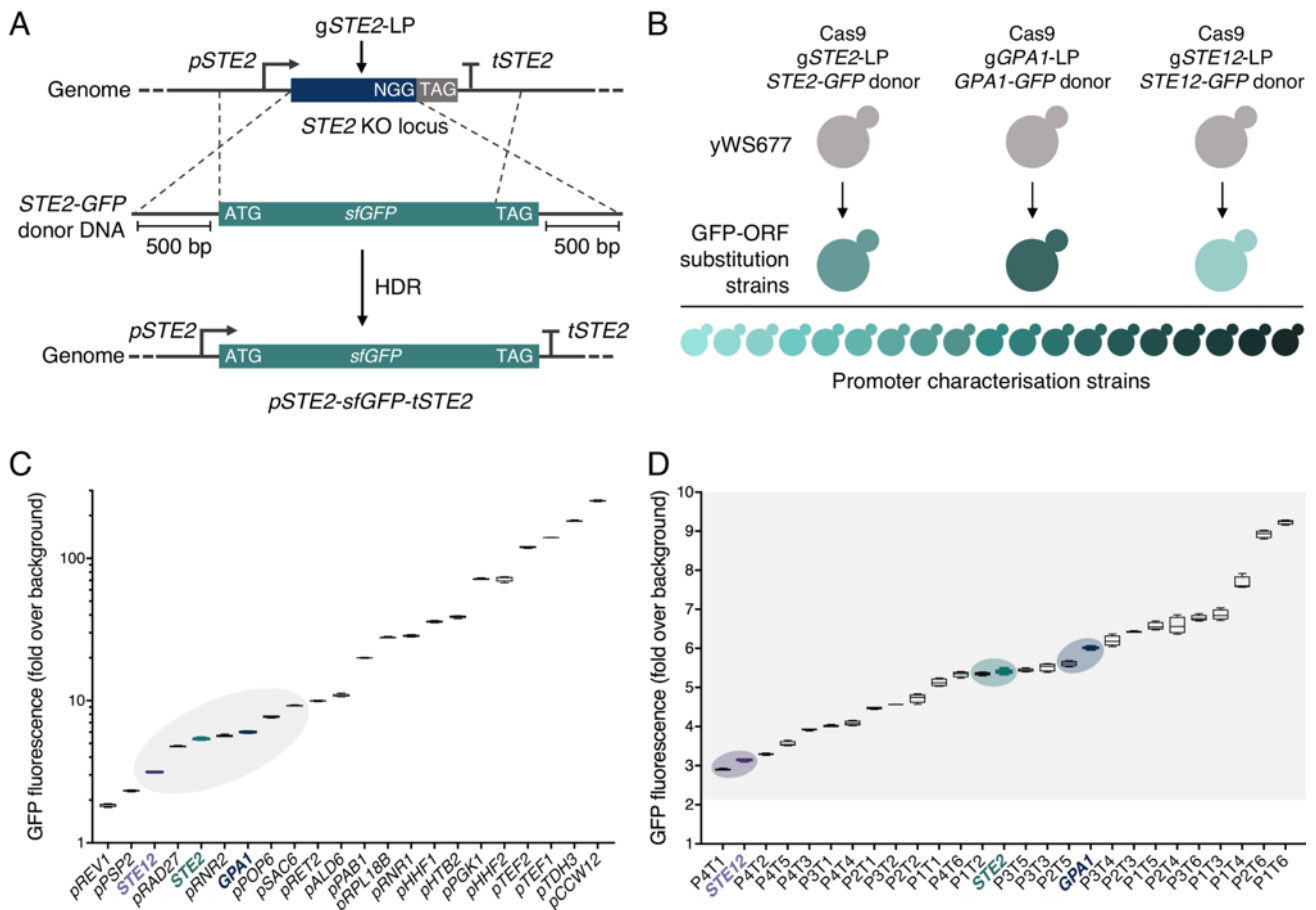 A
gSTE2-LP
pSTE2
tSTE2
Genome
NGG TAG
STE2 KO locus
STE2-GFP
donor DNA
ATG sfGFP TAG
500 bp 500 bp
HDR
pSTE2
tSTE2
Genome
ATG sfGFP TAG
pSTE2-sfGFP-tSTE2
B
Cas9 Cas9 Cas9
gSTE2-LP gGPA1-LP gSTE12-LP
STE2-GFP donor GPA1-GFP donor STE12-GFP donor
yWS677
GFP-ORF
substitution
strains
Promoter characterisation strains
C
GFP fluorescence (fold over background)
100
10
1
pREV1
pPSP2
STE12
pRAD27
STE2
pRNR2
GPA1
pPOP6
pSAC6
pRET2
pALD6
pPAB1
pRPL18B
pRNR1
pHHF1
pHTB2
pPGK1
pHHF2
pTEF2
pTEF1
pTDH3
pCCW12
D
GFP fluorescence (fold over background)
10
9
8
7
6
5
4
3
2
1
P4T1
STE12
P4T2
P4T5
P4T3
P3T1
P4T4
P2T1
P3T2
P2T2
P1T1
P4T6
P1T2
STE2
P3T5
P3T3
P2T5
GPA1
P3T4
P2T3
P1T5
P2T4
P3T6
P1T3
P1T4
P2T6
P1T6